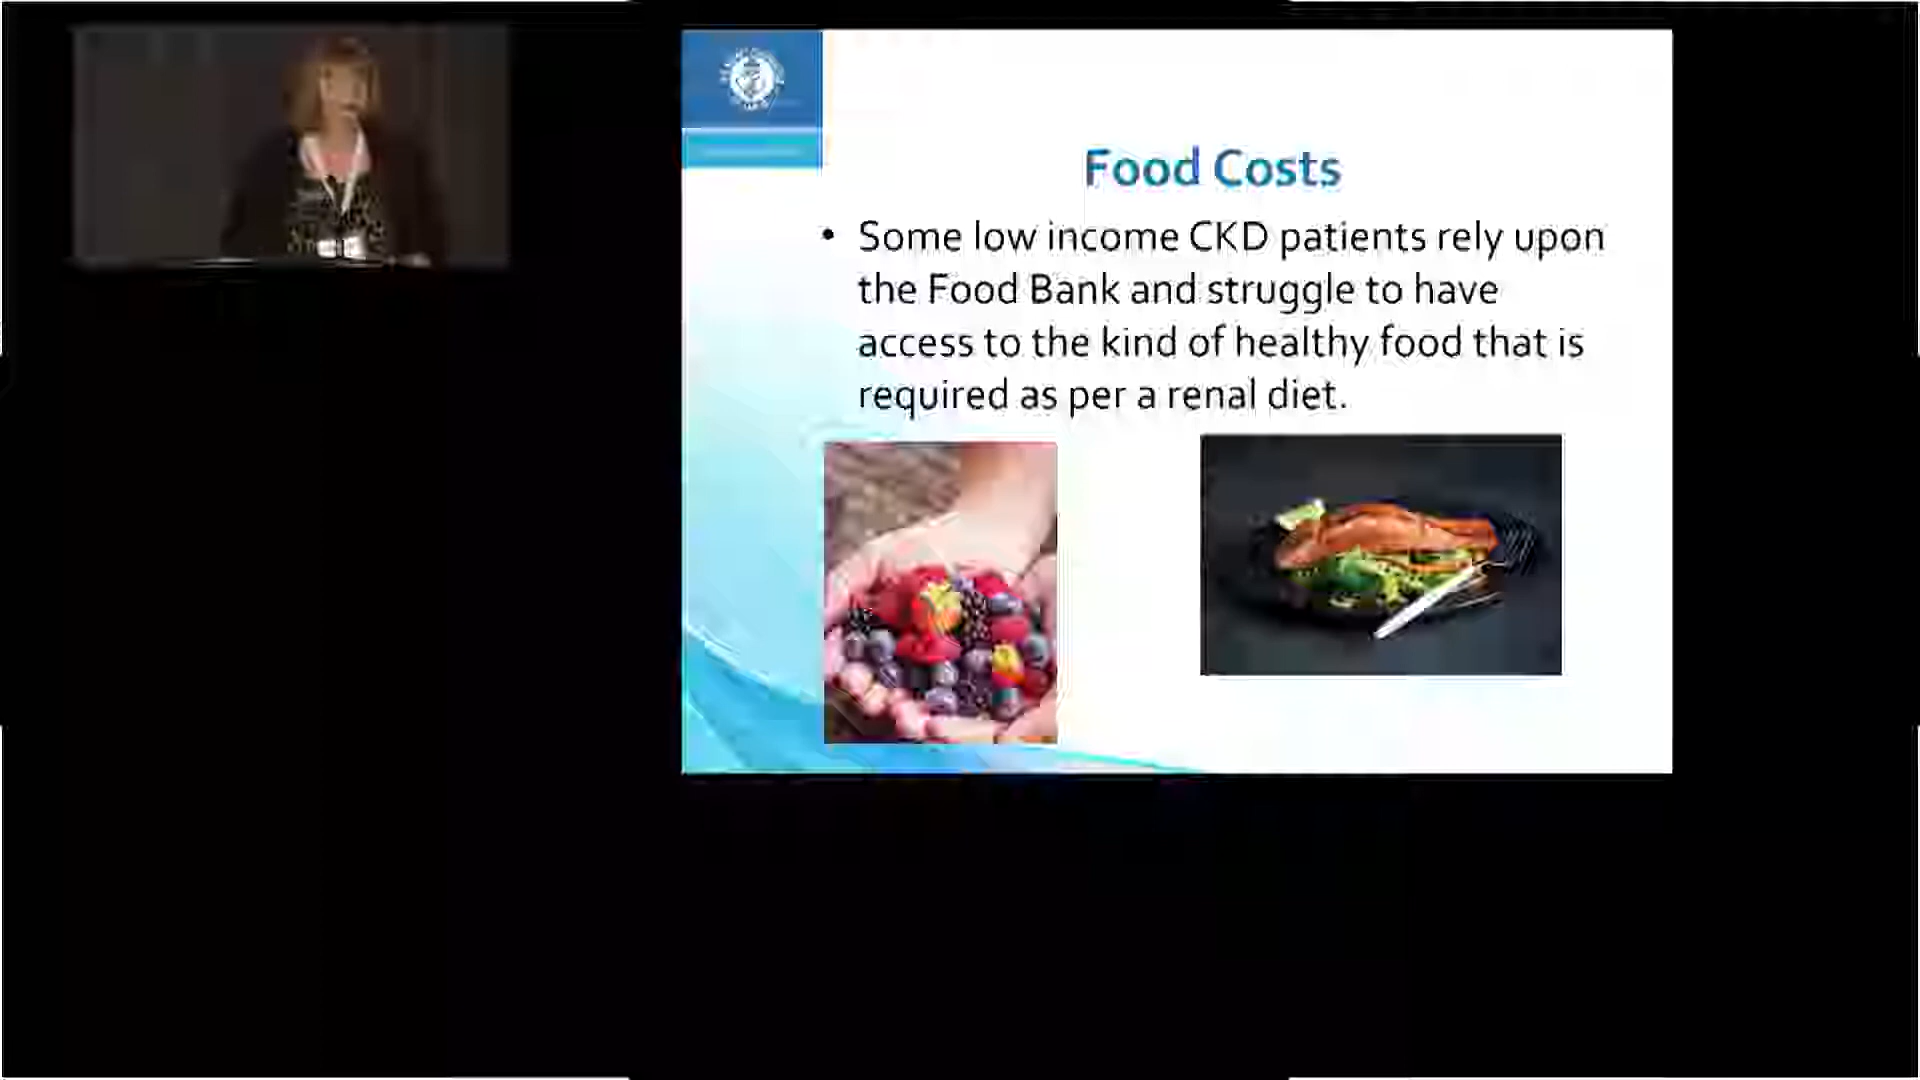 Food Costs
• Some low income CKD patients rely upon
the Food Bank and struggle to have
access to the kind of healthy food that is
required as per a renal diet.